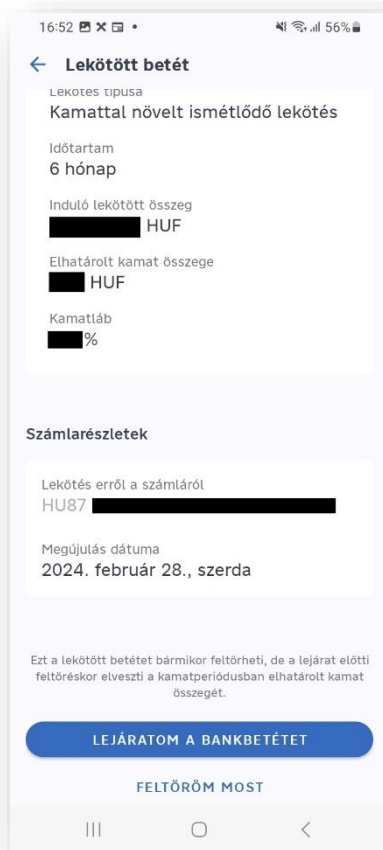 16:52 56%
Lekötött betét
Lekötés típusa
Kamattal növelt ismétlődő lekötés
Időtartam
6 hónap
Induló lekötött összeg
HUF
Elhatárolt kamat összege
HUF
Kamatláb
%
Számlarészletek
Lekötés erről a számláról
HU87
Megújulás dátuma
2024. február 28., szerda
Ezt a lekötött betétet bármikor feltörheti, de a lejárat előtti
feltöréskor elveszti a kamatperiódusban elhatárolt kamat
összegét.
LEJÁRATOM A BANKBETÉTET
FELTÖRÖM MOST